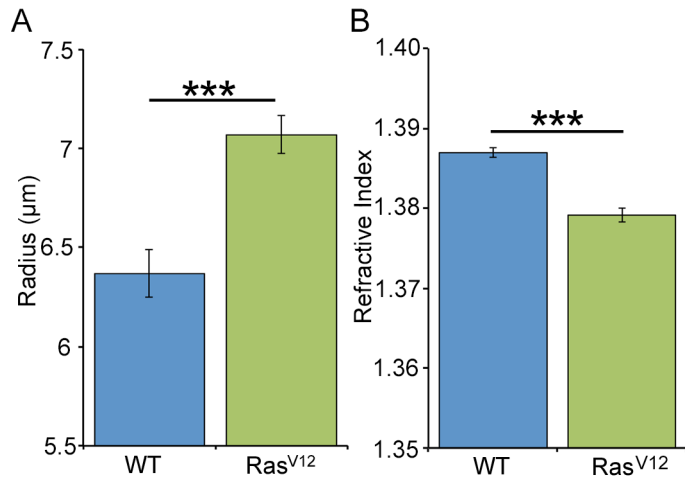 A
Radius (µm)
7.5
7
6.5
6
5.5
***
WT
RasV12
B
Refractive Index
1.40
1.39
1.38
1.37
1.36
1.35
***
WT
RasV12